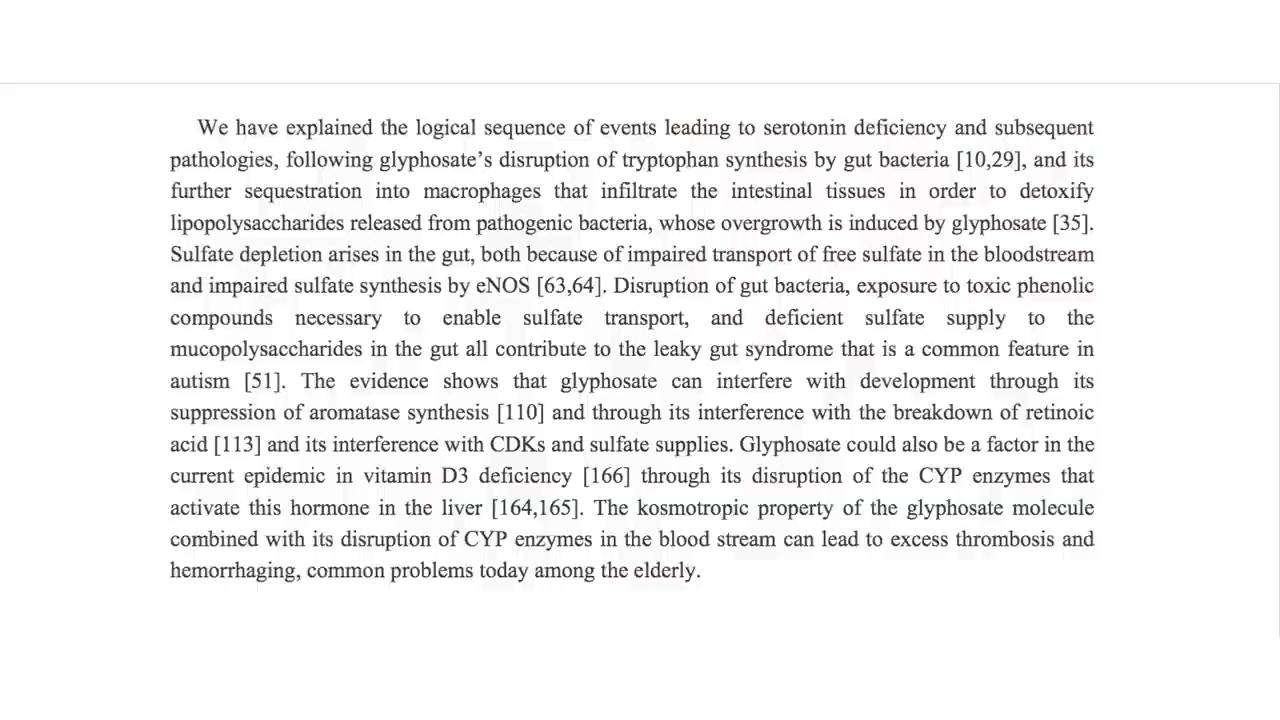 We have explained the logical sequence of events leading to serotonin deficiency and subsequent
pathologies, following glyphosate’s disruption of tryptophan synthesis by gut bacteria [10,29], and its
further sequestration into macrophages that infiltrate the intestinal tissues in order to detoxify
lipopolysaccharides released from pathogenic bacteria, whose overgrowth is induced by glyphosate [35].
Sulfate depletion arises in the gut, both because of impaired transport of free sulfate in the bloodstream
and impaired sulfate synthesis by eNOS [63,64]. Disruption of gut bacteria, exposure to toxic phenolic
compounds necessary to enable sulfate transport, and deficient sulfate supply to the
mucopolysaccharides in the gut all contribute to the leaky gut syndrome that is a common feature in
autism [51]. The evidence shows that glyphosate can interfere with development through its
suppression of aromatase synthesis [110] and through its interference with the breakdown of retinoic
acid [113] and its interference with CDKs and sulfate supplies. Glyphosate could also be a factor in the
current epidemic in vitamin D3 deficiency [166] through its disruption of the CYP enzymes that
activate this hormone in the liver [164,165]. The kosmotropic property of the glyphosate molecule
combined with its disruption of CYP enzymes in the blood stream can lead to excess thrombosis and
hemorrhaging, common problems today among the elderly.